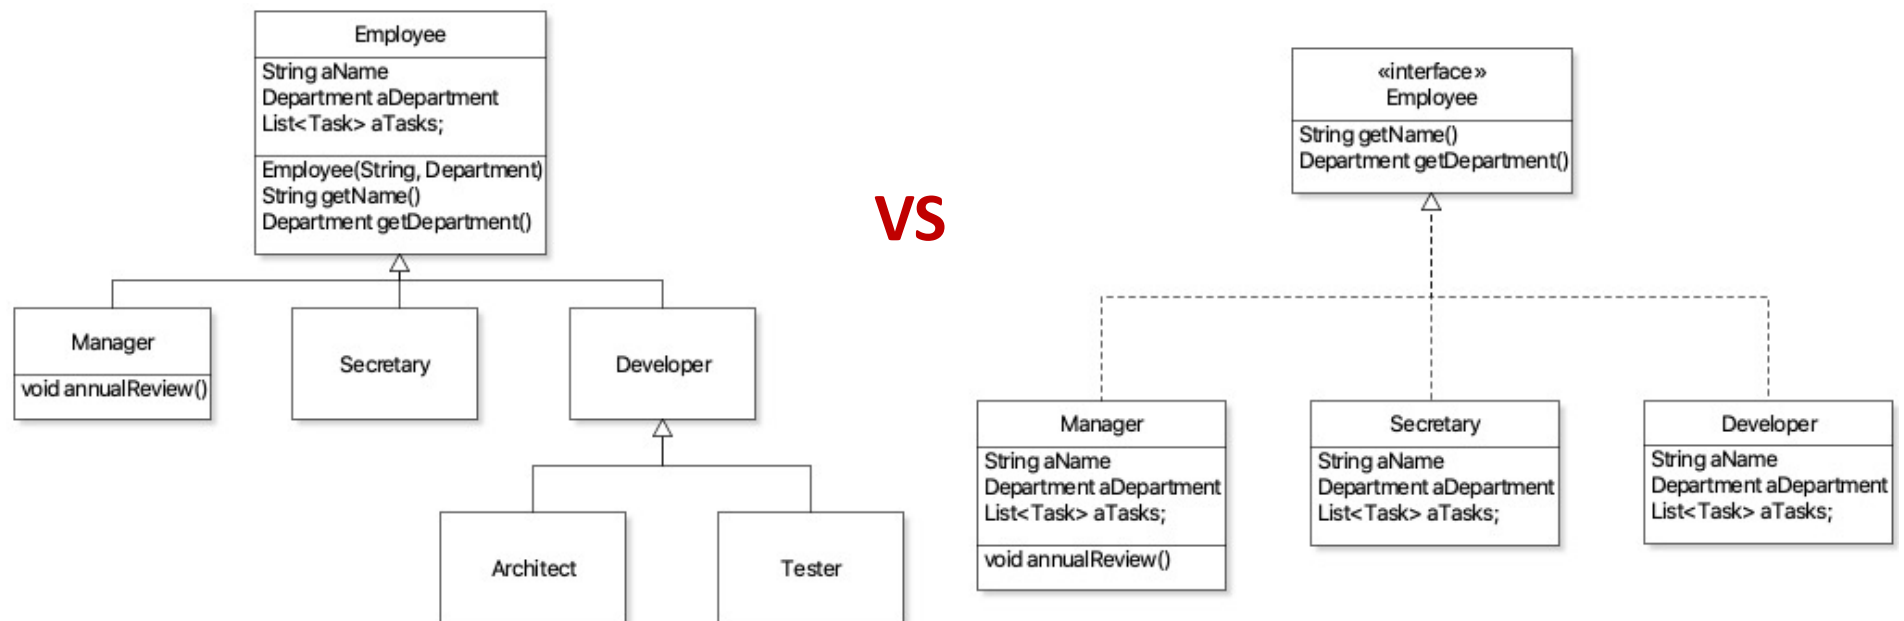 Employee
String aName
Department aDepartment
List<Task> aTasks;
Employee(String, Department)
String getName()
Department getDepartment()
Manager
void annualReview()
Secretary
Developer
Architect
Tester
VS
«interface»
Employee
String getName()
Department getDepartment()
Manager
String aName
Department aDepartment
List<Task> aTasks;
void annualReview()
Secretary
String aName
Department aDepartment
List<Task> aTasks;
Developer
String aName
Department aDepartment
List<Task> aTasks;